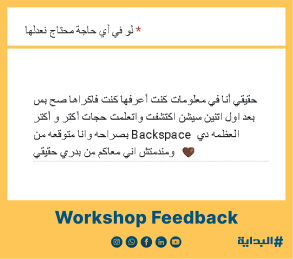 لو في أي حاجة محتاج نعدلها *
حقيقي أنا في معلومات كنت أعرفها كنت فاكراها صح بس
بعد اول اتنين سيشن اكتشفت واتعلمت حجات أكتر و أكتر
بصراحه وانا متوقعه من Backspace العظمه دي
ومندمتش اني معاكم من بدري حقيقي
Workshop Feedback
#البداية